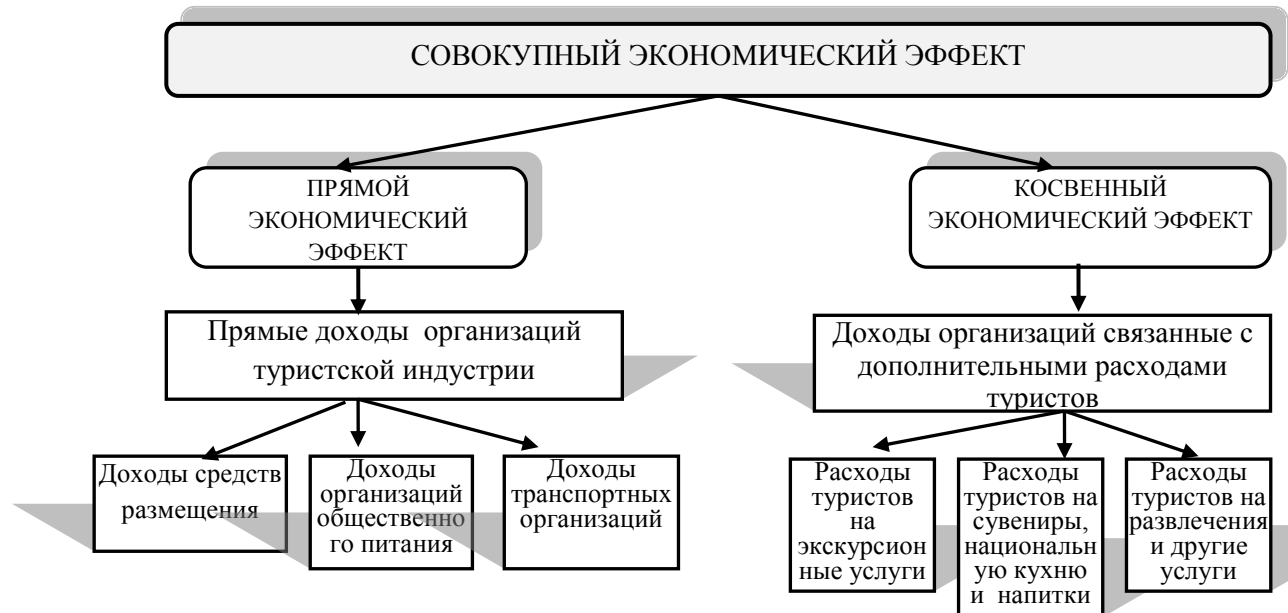 СОВОКУПНЫЙ ЭКОНОМИЧЕСКИЙ ЭФФЕКТ
ПРЯМОЙ
ЭКОНОМИЧЕСКИЙ
ЭФФЕКТ
КОСВЕННЫЙ
ЭКОНОМИЧЕСКИЙ ЭФФЕКТ
Прямые доходы организаций
туристской индустрии
Доходы организаций связанные с
дополнительными расходами
туристов
Доходы средств
размещения
Доходы
организаций
общественно
го питания
Доходы
транспортных
организаций
Расходы
туристов
на
экскурсион
ные услуги
Расходы
туристов на
сувениры,
национальн
ую кухню
и напитки
Расходы
туристов на
развлечения
и другие
услуги